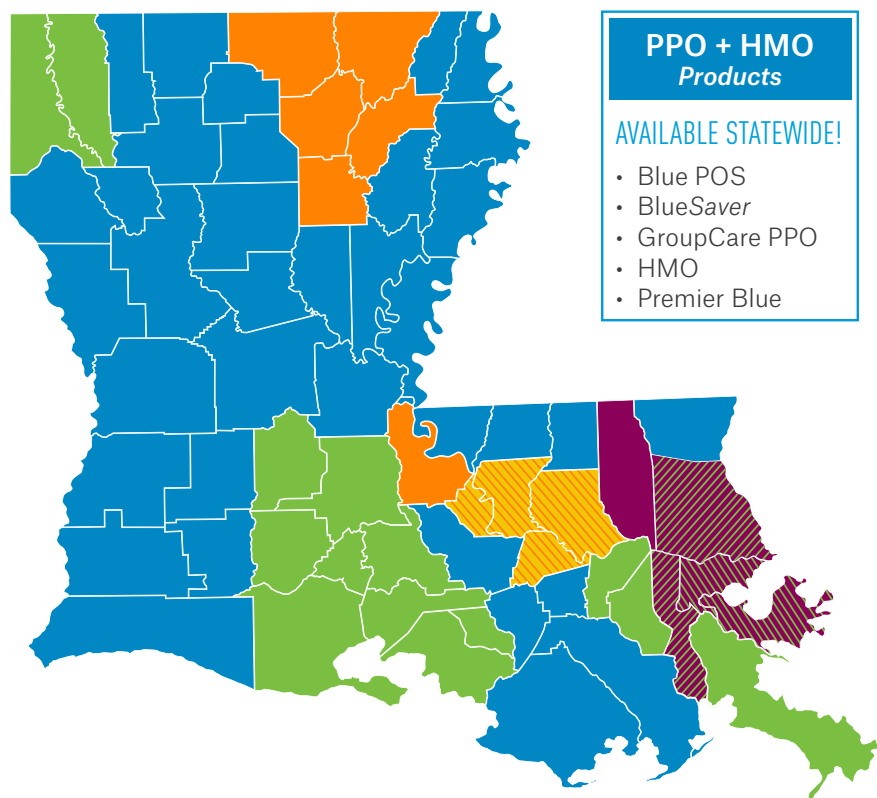 PPO + HMO
Products
AVAILABLE STATEWIDE!
• Blue POS
• BlueSaver
• GroupCare PPO
• HMO
• Premier Blue